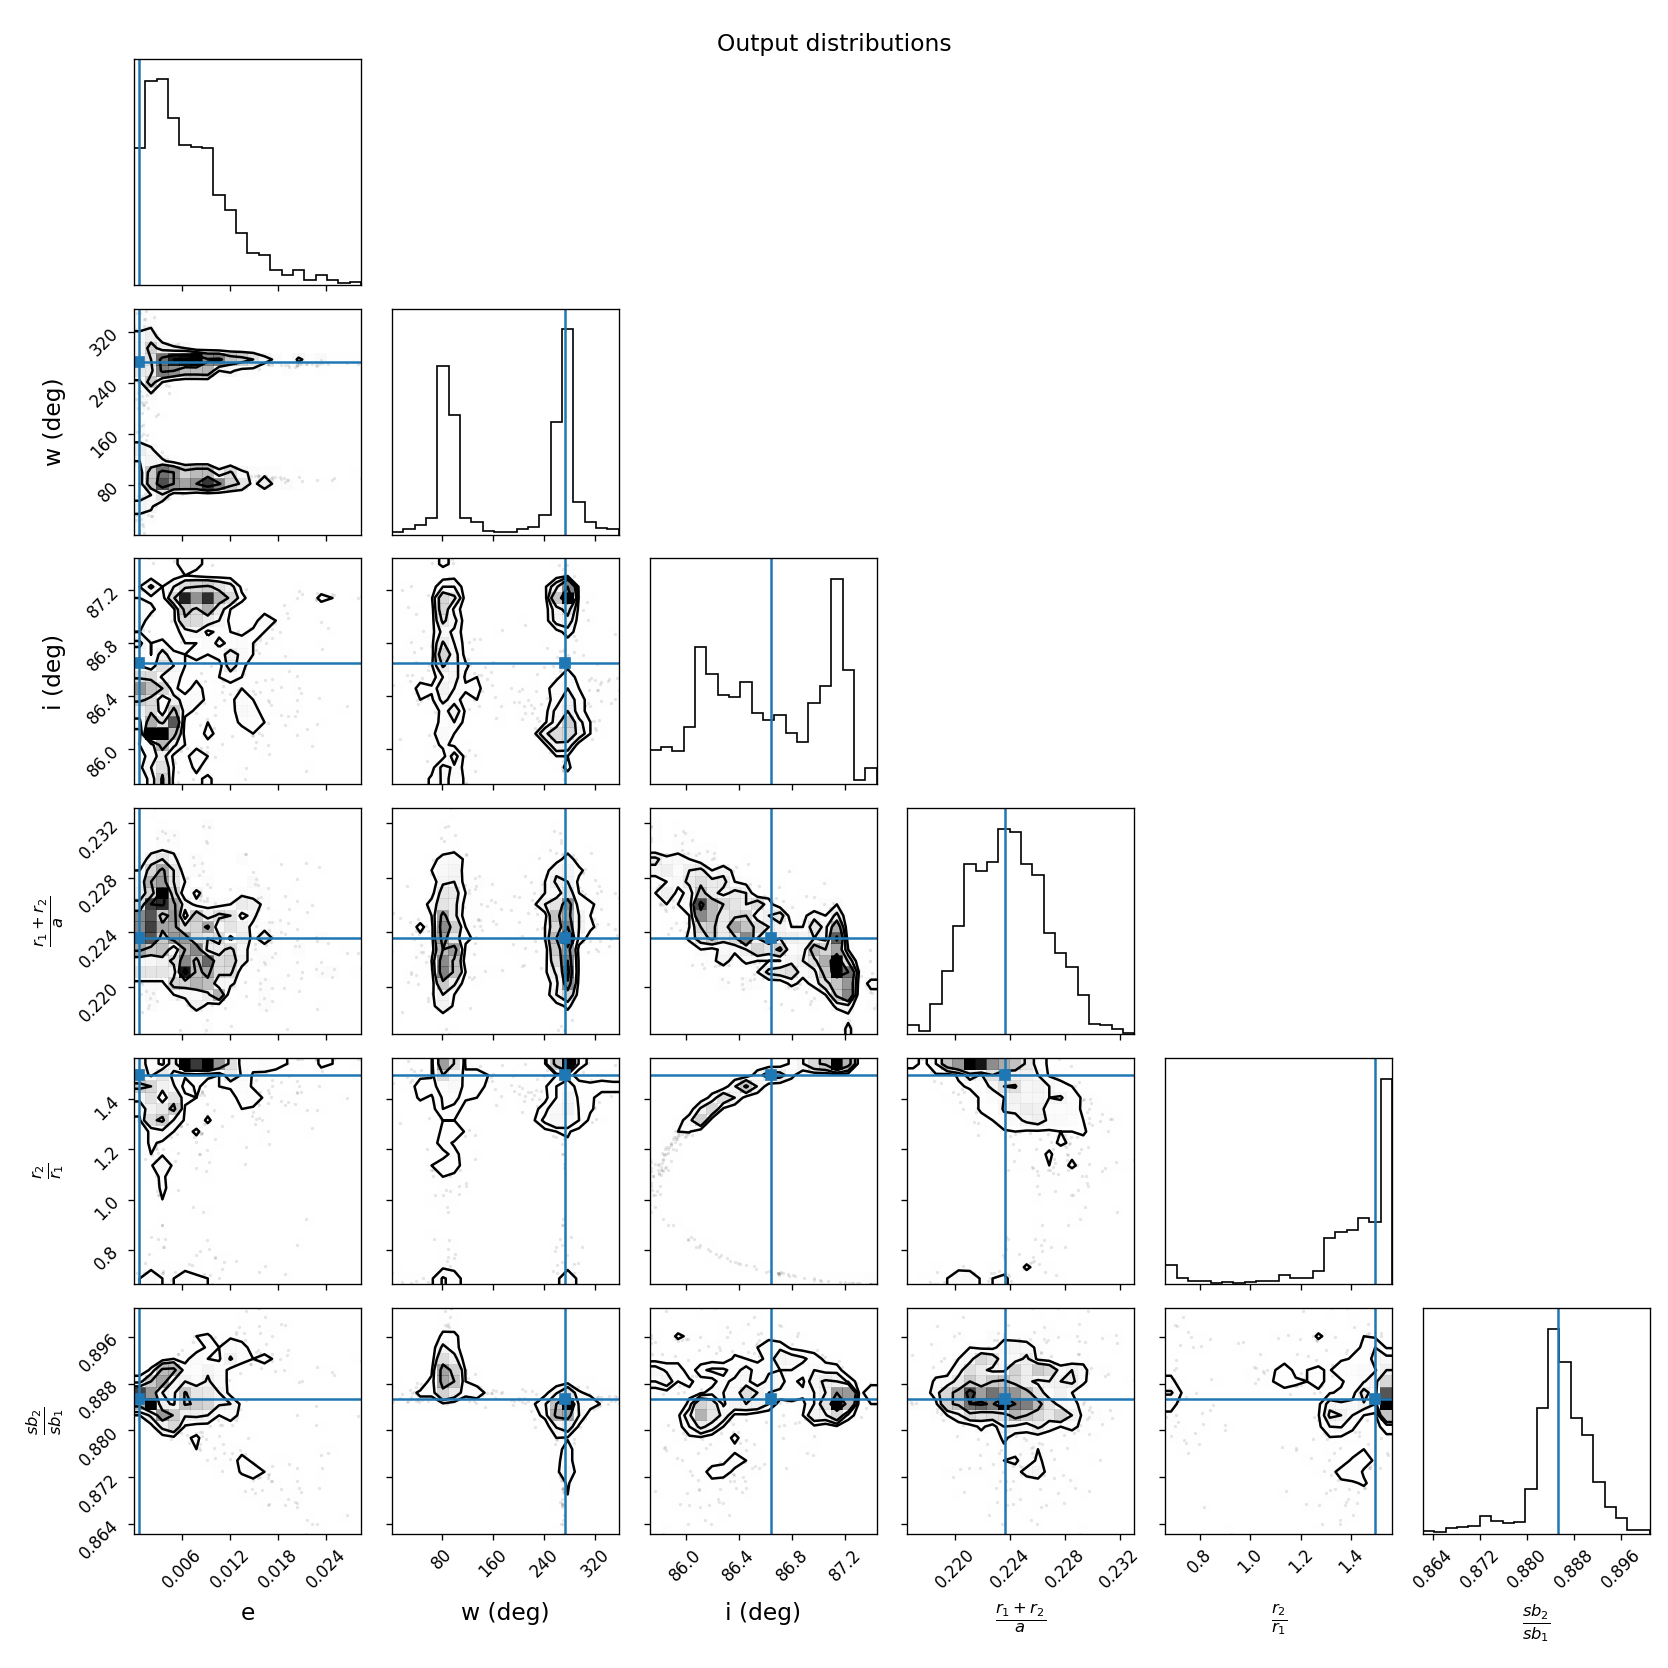 Output distributions
w (deg)
320
240
160
80
i (deg)
87.2
86.8
86.4
86.0
r₁ + r₂
a
0.232
0.228
0.224
0.220
r₂
r₁
1.4
1.2
1.0
0.8
sb₂
sb₁
0.896
0.888
0.880
0.872
0.864
0.006 0.012 0.018 0.024 80 160 240 320 86.0 86.4 86.8 87.2 0.220 0.224 0.228 0.232 0.8 1.0 1.2 1.4 0.864 0.872 0.880 0.888 0.896
e w (deg) i (deg)
r₁ + r₂
a
r₂
r₁
sb₂
sb₁